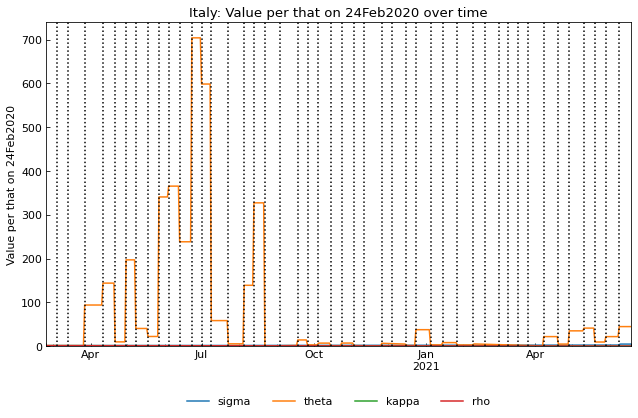 Italy: Value per that on 24Feb2020 over time
Value per that on 24Feb2020
700
600
500
400
300
200
100
0
Apr Jul Oct Jan Apr
2021
sigma theta kappa rho